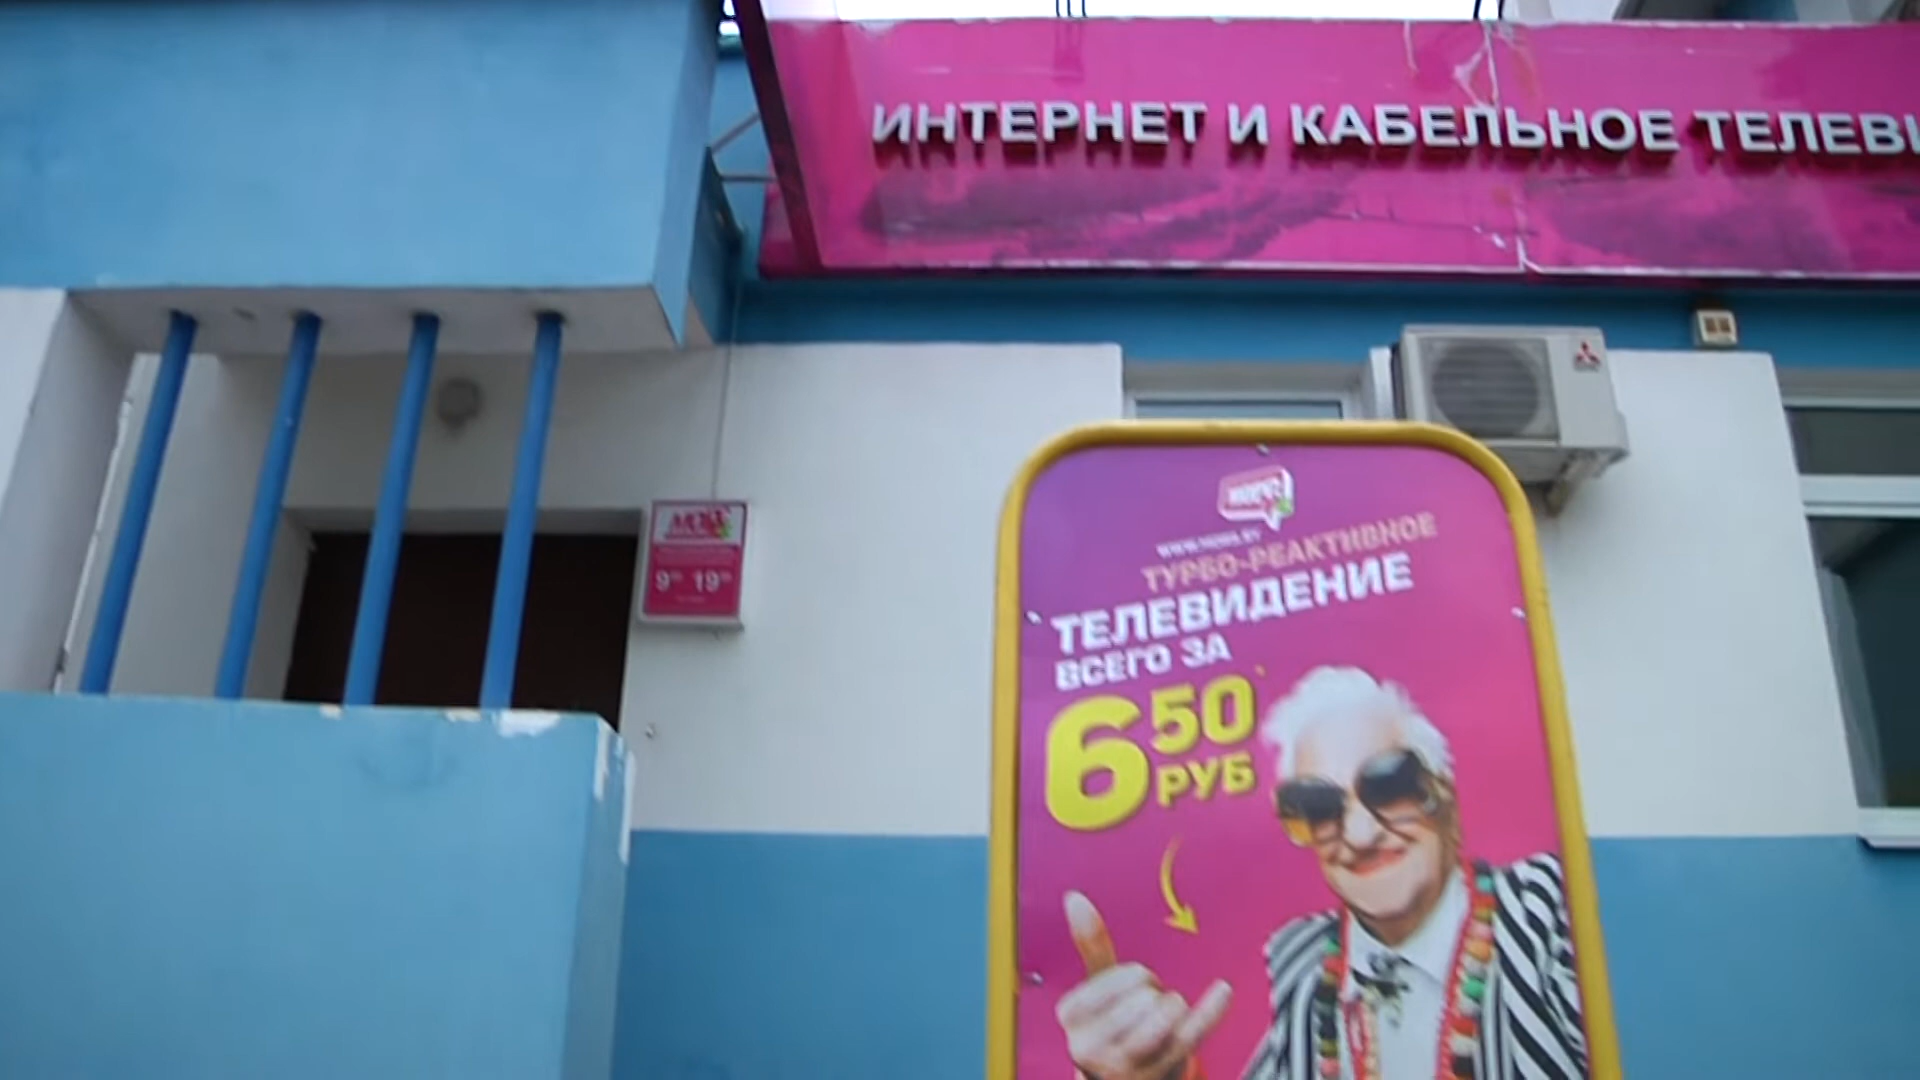 ИНТЕРНЕТ И КАБЕЛЬНОЕ ТЕЛЕВИ
9 19
ТУРБО-РЕАКТИВНОЕ
ТЕЛЕВИДЕНИЕ
ВСЕГО ЗА
6 50
РУБ